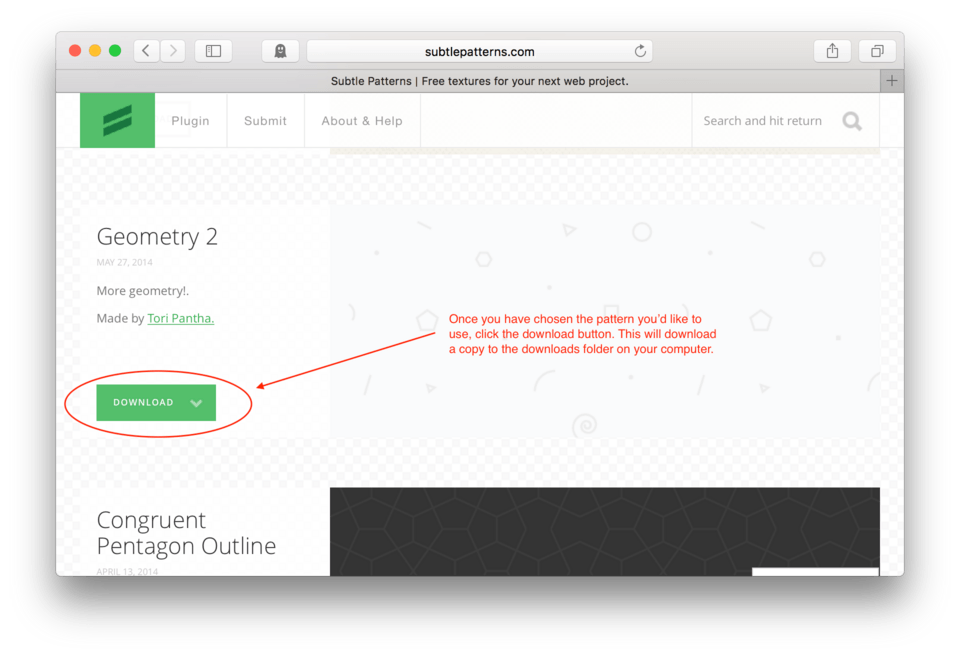 subtlepatterns.com
Subtle Patterns | Free textures for your next web project.
Plugin
Submit
About & Help
Search and hit return
Geometry 2
MAY 27, 2014
More geometry!.
Made by Tori Pantha.
Once you have chosen the pattern you'd like to
use, click the download button. This will download
a copy to the downloads folder on your computer.
DOWNLOAD
Congruent
Pentagon Outline
APRIL 13, 2014